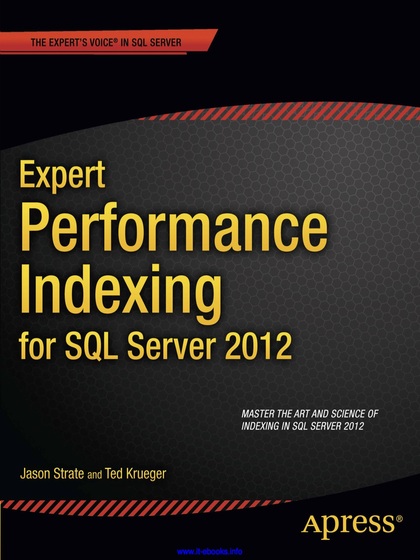 THE EXPERT'S VOICE® IN SQL SERVER
Expert
Performance
Indexing
for SQL Server 2012
MASTER THE ART AND SCIENCE OF
INDEXING IN SQL SERVER 2012
Jason Strate and Ted Krueger
Apress®
www.it-ebooks.info